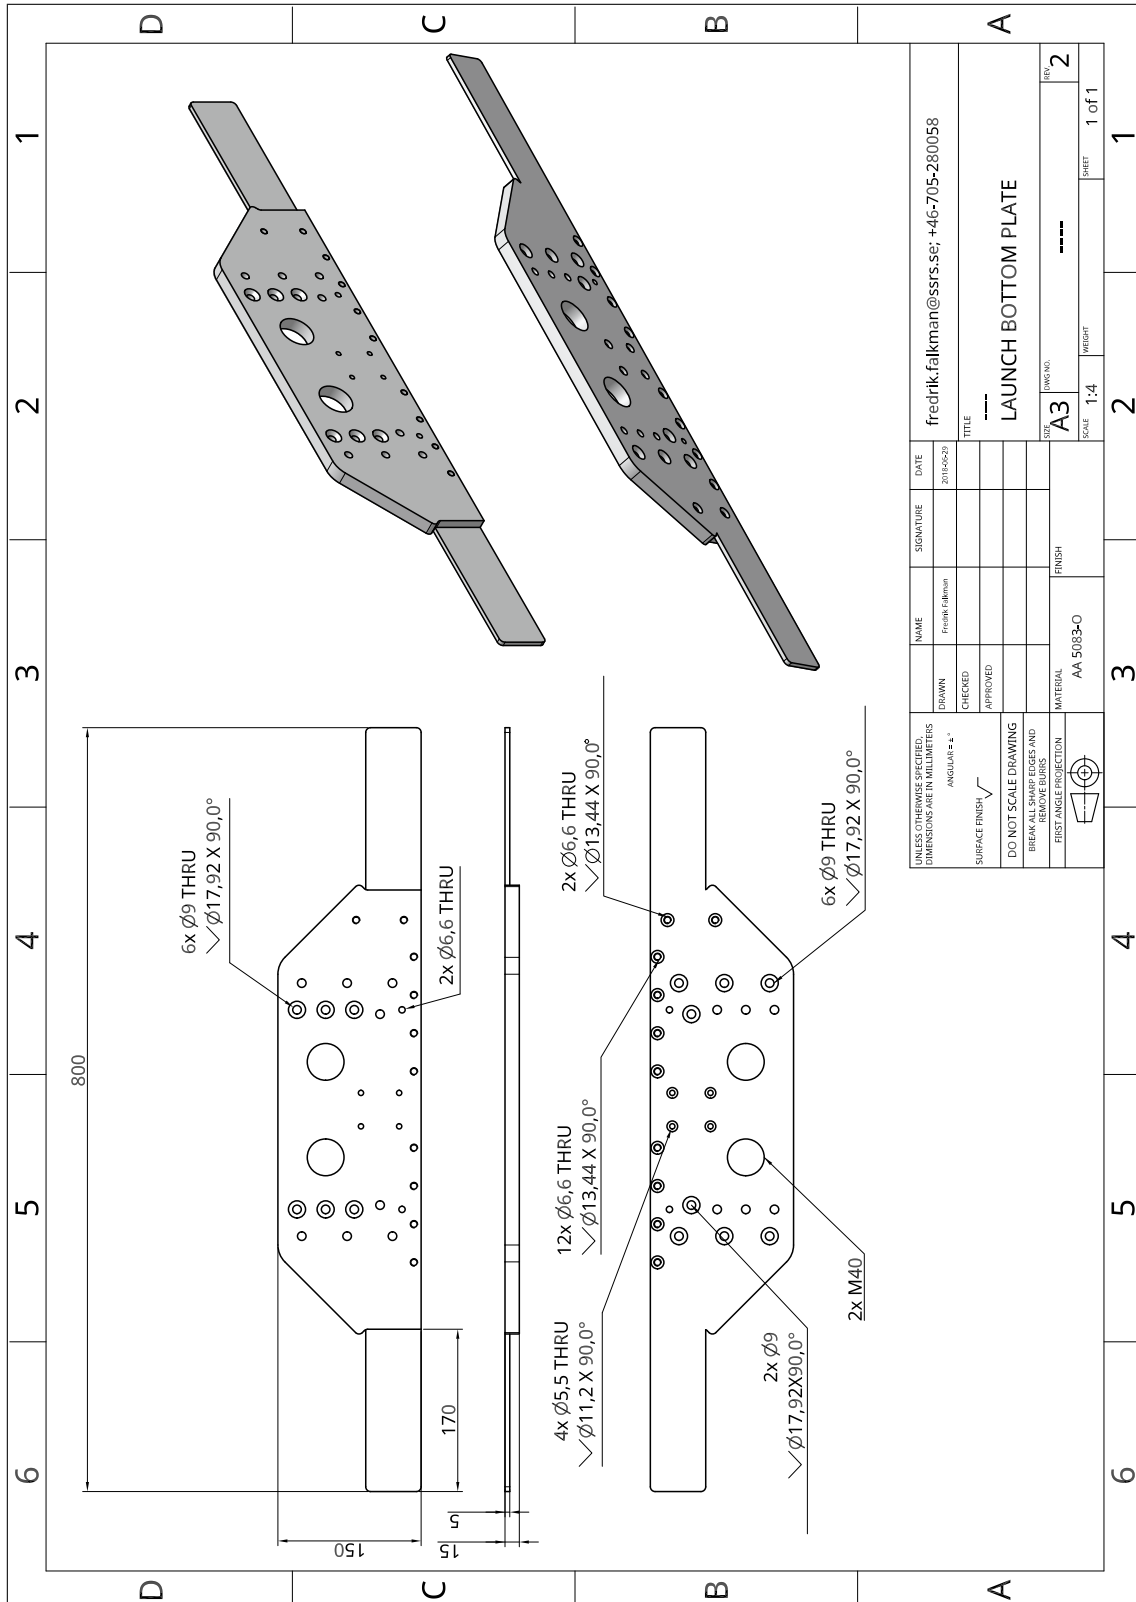 D
C
B
A
1
2
3
4
5
6
6x Ø9 THRU
Ø17,92 X 90,0°
2x Ø6,6 THRU
800
170
150
15
5
2x Ø6,6 THRU
Ø13,44 X 90,0°
6x Ø9 THRU
Ø17,92 X 90,0°
12x Ø6,6 THRU
Ø13,44 X 90,0°
4x Ø5,5 THRU
Ø11,2 X 90,0°
2x Ø9
Ø17,92X90,0°
2x M40
UNLESS OTHERWISE SPECIFIED,
DIMENSIONS ARE IN MILLIMETERS
ANGULAR = ± °
SURFACE FINISH
DO NOT SCALE DRAWING
BREAK ALL SHARP EDGES AND
REMOVE BURRS
FIRST ANGLE PROJECTION
NAME
SIGNATURE
DATE
DRAWN
Fredrik Falkman
2018-06-29
CHECKED
APPROVED
MATERIAL
AA 5083-O
FINISH
fredrik.falkman@ssrs.se; +46-705-280058
TITLE
----
LAUNCH BOTTOM PLATE
SIZE
A3
DWG NO.
----
REV.
2
SCALE
1:4
WEIGHT
SHEET
1 of 1
D
C
B
A
1
2
3
4
5
6